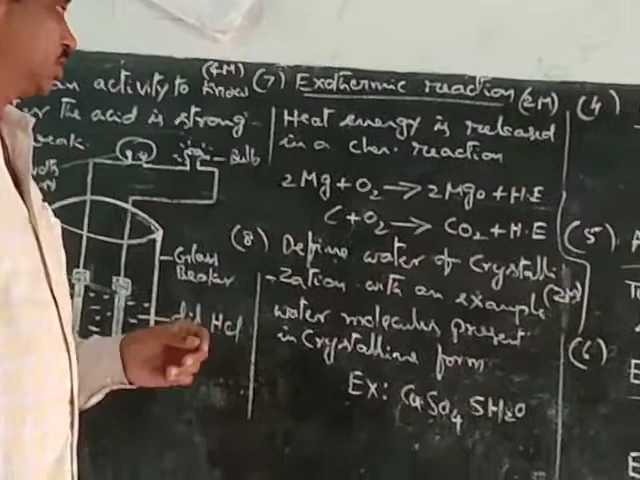 an activity to know (4M)
the acid is strong
weak
Bulb
Glass
Beaker
dil HCl
(7) Exothermic reaction (2M)
Heat energy is released
in a chem. reaction
2Mg + O₂ → 2MgO + H.E
C + O₂ → CO₂ + H.E
(8) Define water of Crystalli
-zation with an example (2M)
water molecules present
in Crystalline form
Ex: CuSO₄ 5H₂O
(4)
(5)
(6)